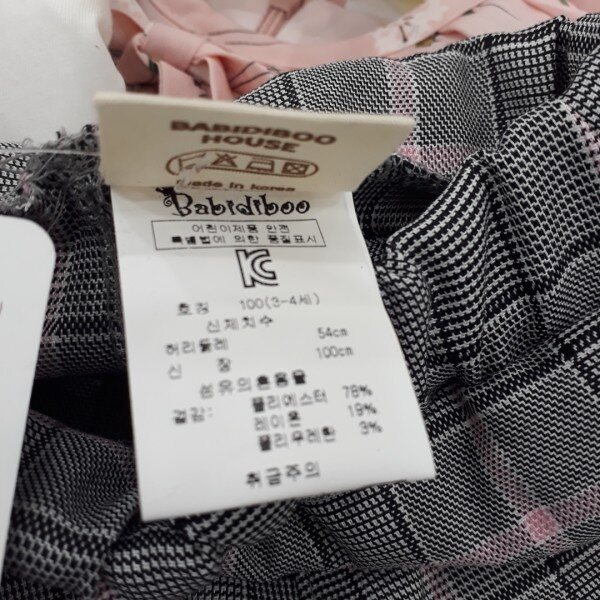 BABIDIBOO
HOUSE
Made in korea
Babidiboo
어린이제품 안전
특별법에 의한 품질표시
KC
호칭 100(3-4세)
신체치수
허리둘레 54cm
신 장 100cm
섬유의혼용율
겉감: 폴리에스터 78%
레이온 19%
폴리우레탄 3%
취급주의